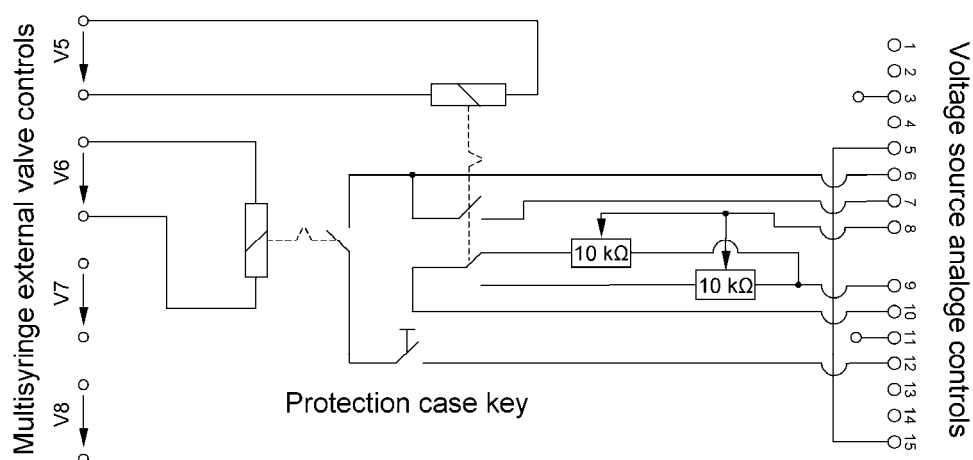 Multisyringe external valve controls
V5
V6
V7
V8
10 kΩ
10 kΩ
Protection case key
1
2
3
4
5
6
7
8
9
10
11
12
13
14
15
Voltage source analoge controls